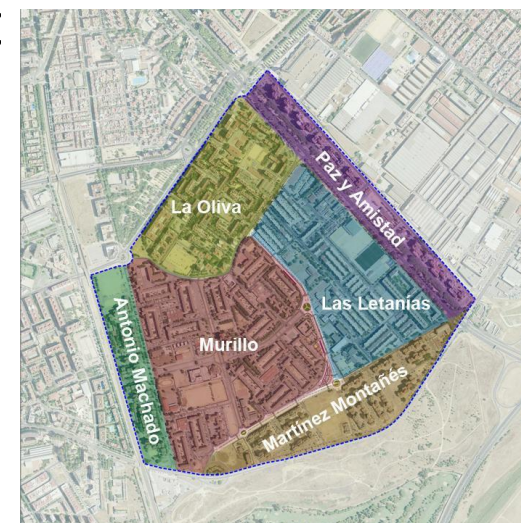 Paz y Amistad
La Oliva
Las Letanías
Antonio Machado
Murillo
Martínez Montañés